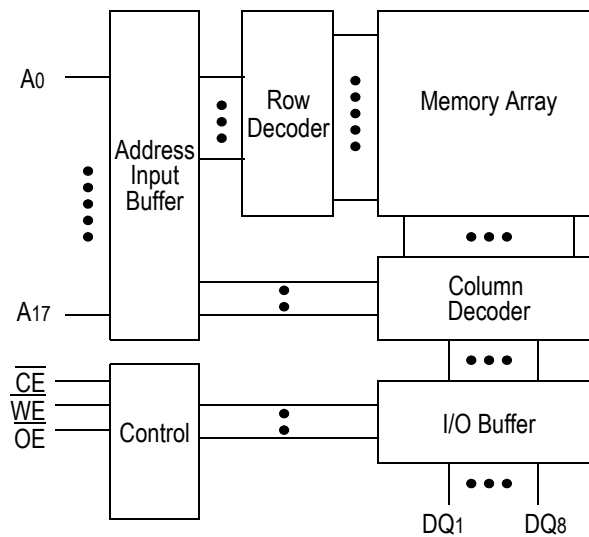 A0
Address
Input
Buffer
Row
Decoder
Memory Array
A17
Column
Decoder
CE
WE
OE
Control
I/O Buffer
DQ1
DQ8